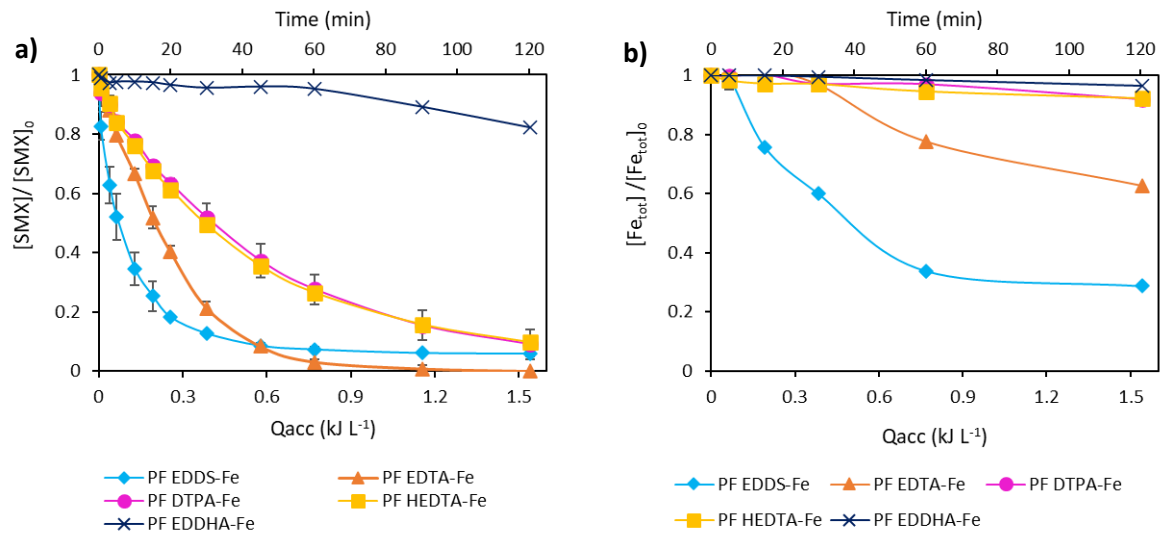 a)
Time (min)
0 20 40 60 80 100 120
1
0.8
0.6
0.4
0.2
0
[SMX]/ [SMX]₀
0 0.3 0.6 0.9 1.2 1.5
Qacc (kJ L⁻¹)
PF EDDS-Fe PF EDTA-Fe
PF DTPA-Fe PF HEDTA-Fe
PF EDDHA-Fe
b)
Time (min)
0 20 40 60 80 100 120
1
0.8
0.6
0.4
0.2
0
[Fe_tot] /[Fe_tot]₀
0 0.3 0.6 0.9 1.2 1.5
Qacc (kJ L⁻¹)
PF EDDS-Fe PF EDTA-Fe PF DTPA-Fe
PF HEDTA-Fe PF EDDHA-Fe